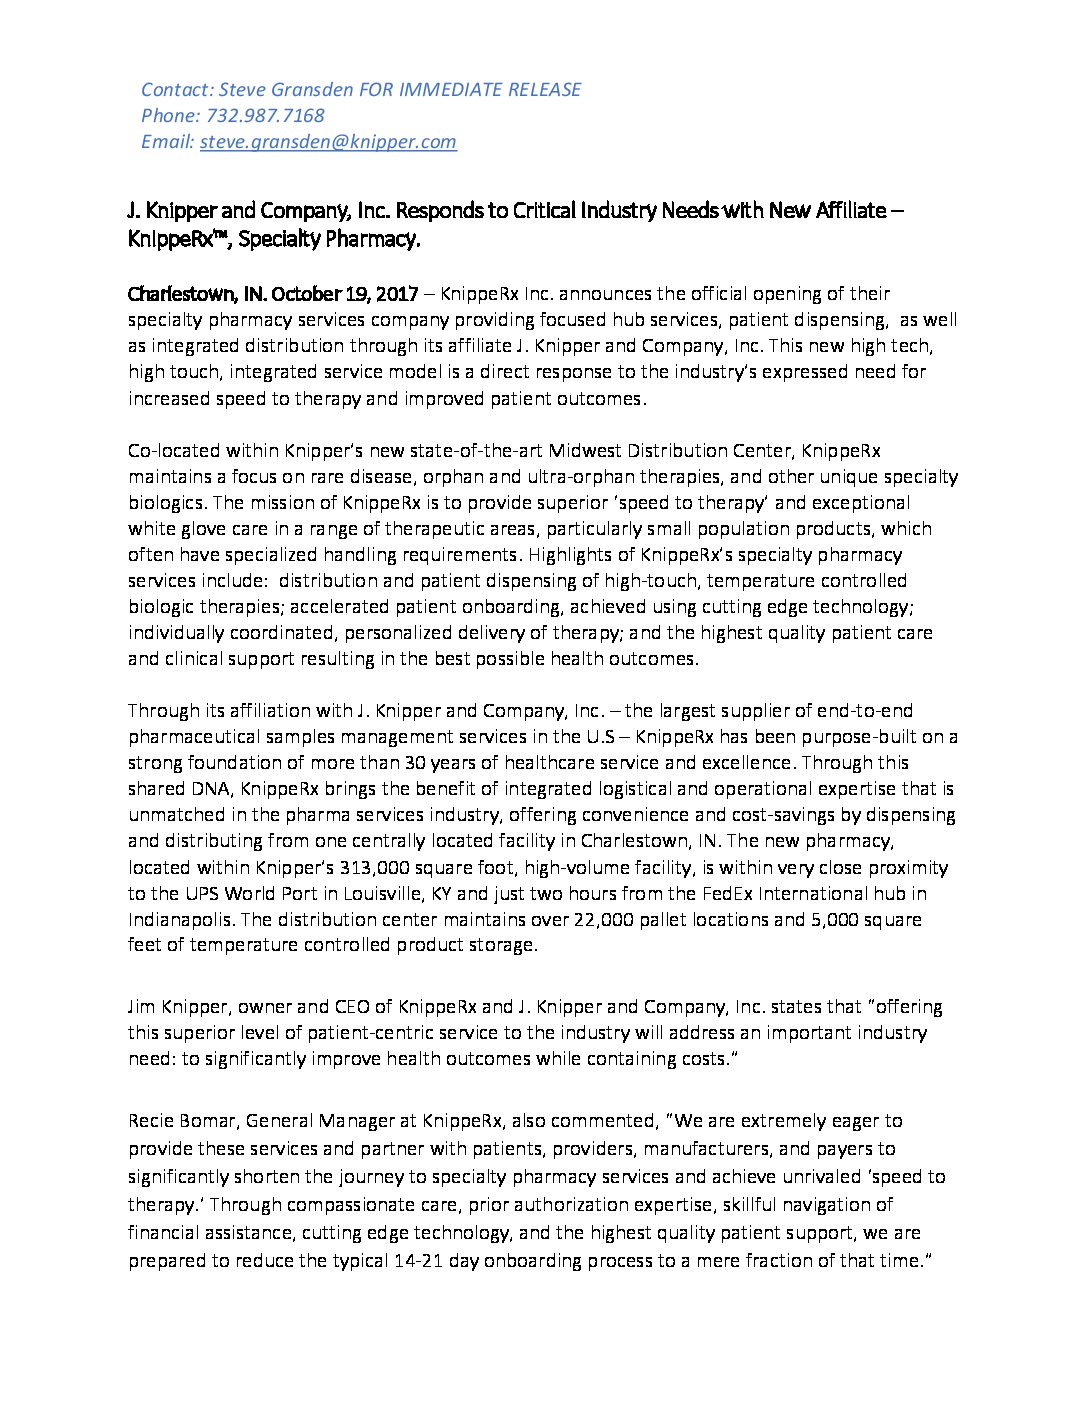 Contact: Steve Gransden FOR IMMEDIATE RELEASE
Phone: 732.987.7168
Email: steve.gransden@knipper.com
J. Knipper and Company, Inc. Responds to Critical Industry Needs with New Affiliate –
KnippeRx™, Specialty Pharmacy.
Charlestown, IN. October 19, 2017 – KnippeRx Inc. announces the official opening of their
specialty pharmacy services company providing focused hub services, patient dispensing,  as well
as integrated distribution through its affiliate J. Knipper and Company, Inc. This new high tech,
high touch, integrated service model is a direct response to the industry’s expressed need for
increased speed to therapy and improved patient outcomes.
Co-located within Knipper’s new state-of-the-art Midwest Distribution Center, KnippeRx
maintains a focus on rare disease, orphan and ultra-orphan therapies, and other unique specialty
biologics. The mission of KnippeRx is to provide superior ‘speed to therapy’ and exceptional
white glove care in a range of therapeutic areas, particularly small population products, which
often have specialized handling requirements. Highlights of KnippeRx’s specialty pharmacy
services include:  distribution and patient dispensing of high-touch, temperature controlled
biologic therapies; accelerated patient onboarding, achieved using cutting edge technology;
individually coordinated, personalized delivery of therapy; and the highest quality patient care
and clinical support resulting in the best possible health outcomes.
Through its affiliation with J. Knipper and Company, Inc. – the largest supplier of end-to-end
pharmaceutical samples management services in the U.S – KnippeRx has been purpose-built on a
strong foundation of more than 30 years of healthcare service and excellence. Through this
shared DNA, KnippeRx brings the benefit of integrated logistical and operational expertise that is
unmatched in the pharma services industry, offering convenience and cost-savings by dispensing
and distributing from one centrally located facility in Charlestown, IN. The new pharmacy,
located within Knipper’s 313,000 square foot, high-volume facility, is within very close proximity
to the UPS World Port in Louisville, KY and just two hours from the FedEx International hub in
Indianapolis. The distribution center maintains over 22,000 pallet locations and 5,000 square
feet of temperature controlled product storage.
Jim Knipper, owner and CEO of KnippeRx and J. Knipper and Company, Inc. states that “offering
this superior level of patient-centric service to the industry will address an important industry
need: to significantly improve health outcomes while containing costs.”
Recie Bomar, General Manager at KnippeRx, also commented, “We are extremely eager to
provide these services and partner with patients, providers, manufacturers, and payers to
significantly shorten the journey to specialty pharmacy services and achieve unrivaled ‘speed to
therapy.’ Through compassionate care, prior authorization expertise, skillful navigation of
financial assistance, cutting edge technology, and the highest quality patient support, we are
prepared to reduce the typical 14-21 day onboarding process to a mere fraction of that time.”